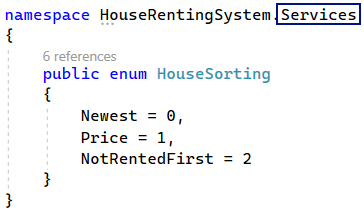 namespace HouseRentingSystem.Services
{
6 references
public enum HouseSorting
{
Newest = 0,
Price = 1,
NotRentedFirst = 2
}
}